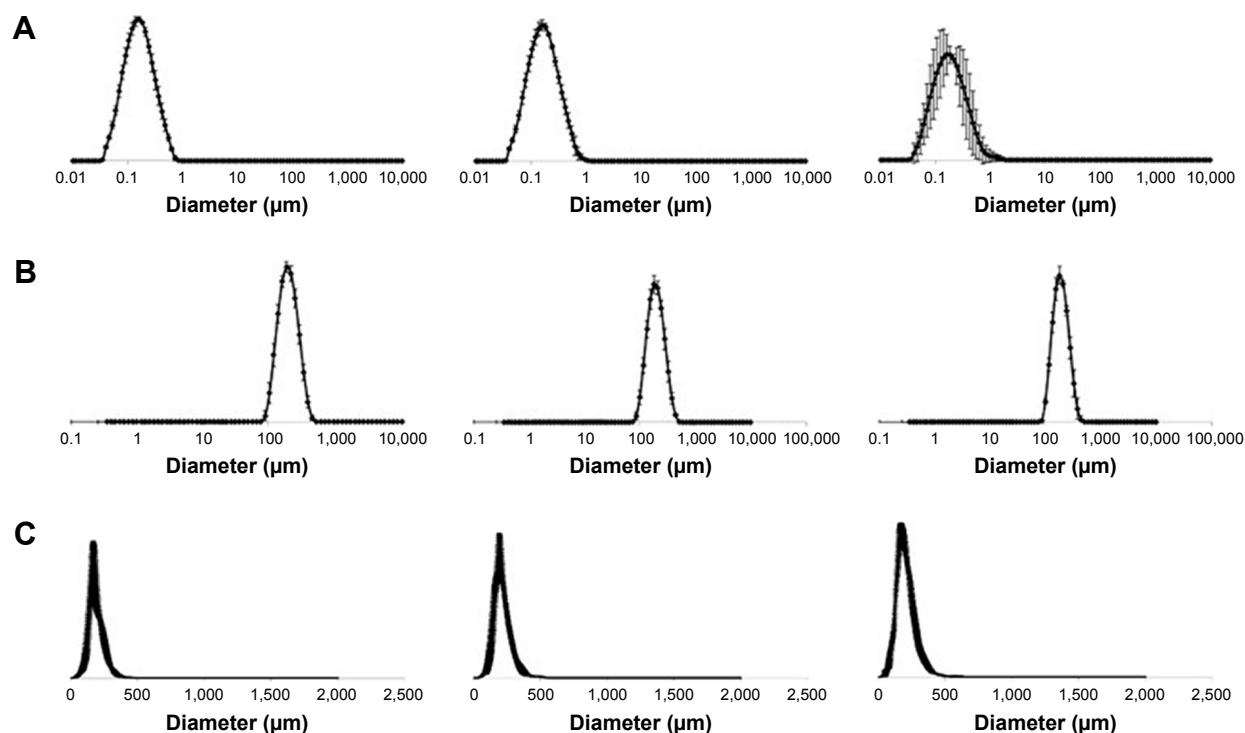 A
0.01 0.1 1 10 100 1,000 10,000
Diameter (µm)
0.01 0.1 1 10 100 1,000 10,000
Diameter (µm)
0.01 0.1 1 10 100 1,000 10,000
Diameter (µm)
B
0.1 1 10 100 1,000 10,000
Diameter (µm)
0.1 1 10 100 1,000 10,000 100,000
Diameter (µm)
0.1 1 10 100 1,000 10,000 100,000
Diameter (µm)
C
0 500 1,000 1,500 2,000 2,500
Diameter (µm)
0 500 1,000 1,500 2,000 2,500
Diameter (µm)
0 500 1,000 1,500 2,000 2,500
Diameter (µm)